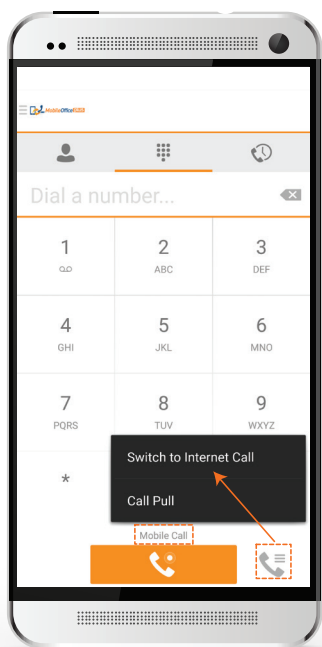 MobileOffice
Dial a number...
1 2 3
ABC DEF
4 5 6
GHI JKL MNO
7 8 9
PQRS TUV WXYZ
*
Switch to Internet Call
Call Pull
Mobile Call